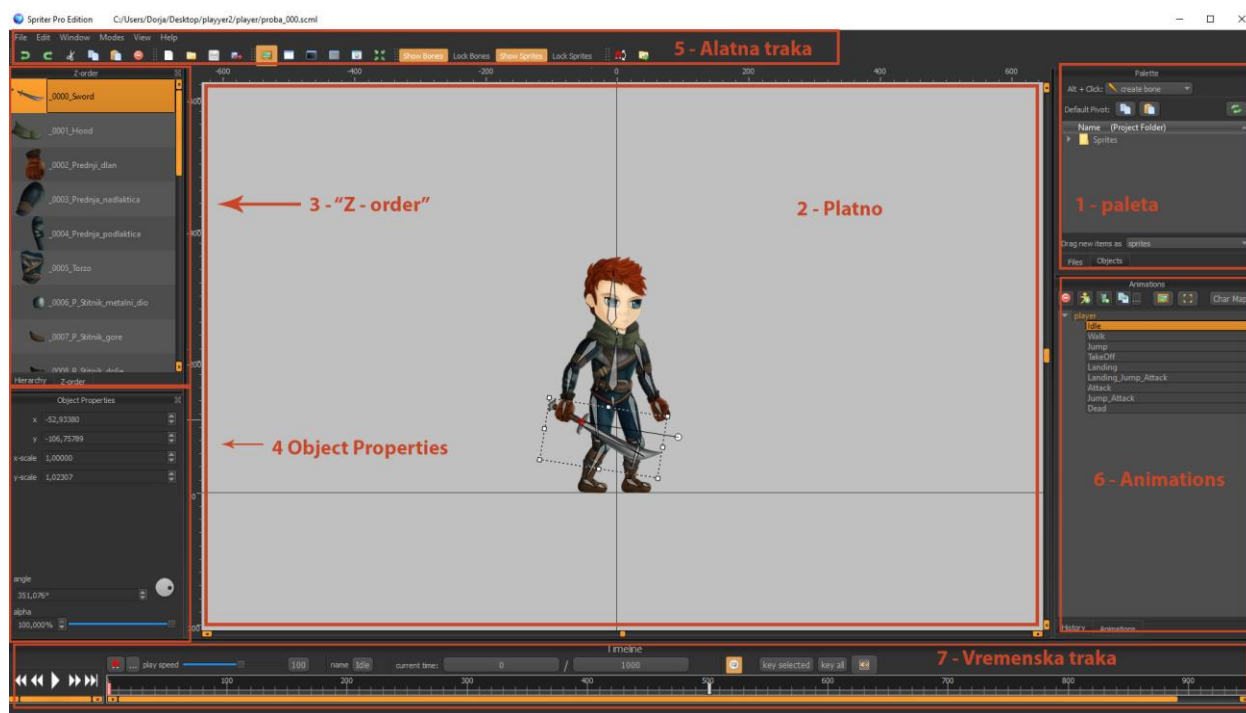 Spriter Pro Edition C:/Users/Dorja/Desktop/playyer2/player/proba_000.scml
File Edit Window Modes View Help
Show Bones Lock Bones Show Sprites Lock Sprites
5 - Alatna traka
Z-order
_0000_Sword
_0001_Hood
_0002_Prednji_dlan
_0003_Prednja_nadlaktica
_0004_Prednja_podlaktica
_0005_Torzo
_0006_P_Stitnik_metalni_dio
_0007_P_Stitnik_gore
Hierarchy Z-order
Object Properties
x -52,93380
y -106,75789
x-scale 1,00000
y-scale 1,02307
angle
351,076°
alpha
100,000%
-600 -400 -200 0 200 400 600
3 - “Z - order”
2 - Platno
4 Object Properties
Palette
Alt + Click: create bone
Default Pivot:
Name (Project Folder)
Sprites
1 - paleta
Drag new items as sprites
Files Objects
Animations
Char Map
player
Idle
Walk
Jump
TakeOff
Landing
Landing_Jump_Attack
Attack
Jump_Attack
Dead
6 - Animations
History Animations
Timeline
play speed 100 name Idle current time: 0 / 1000 key selected key all
7 - Vremenska traka
100 200 300 400 500 600 700 800 900